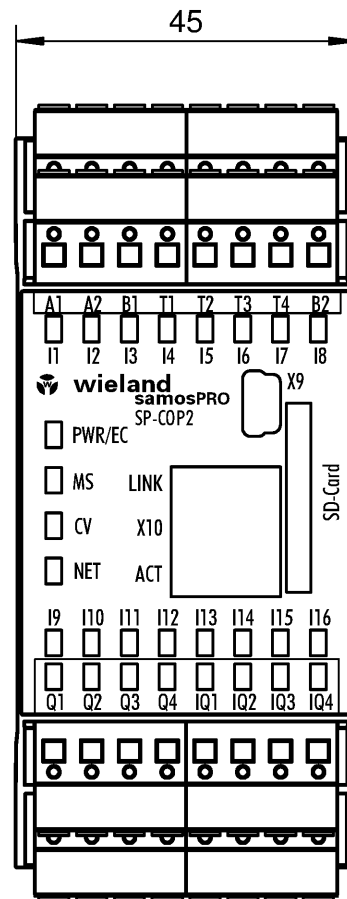 45
A1 A2 B1 T1 T2 T3 T4 B2
I1 I2 I3 I4 I5 I6 I7 I8
wieland
samosPRO
SP-COP2
X9
PWR/EC
MS
LINK
SD-Card
CV
X10
NET
ACT
I9 I10 I11 I12 I13 I14 I15 I16
Q1 Q2 Q3 Q4 IQ1 IQ2 IQ3 IQ4